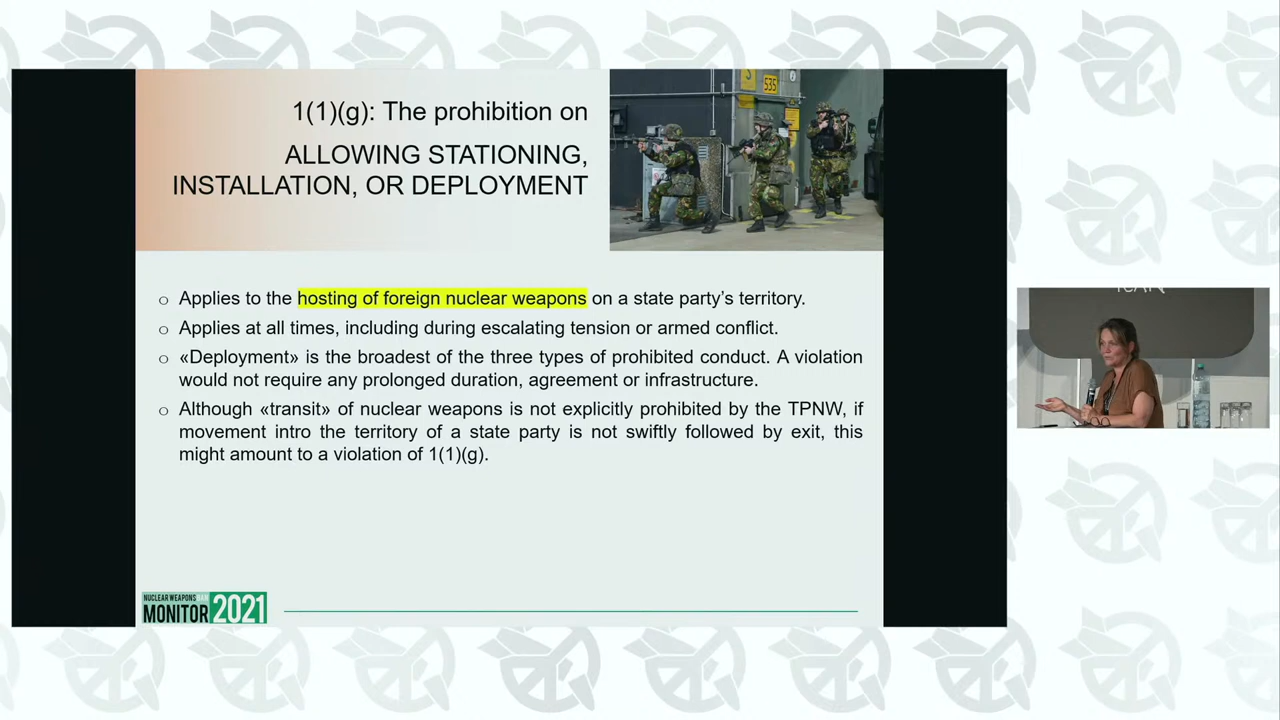 1(1)(g): The prohibition on
ALLOWING STATIONING,
INSTALLATION, OR DEPLOYMENT
535
o Applies to the hosting of foreign nuclear weapons on a state party’s territory.
o Applies at all times, including during escalating tension or armed conflict.
o «Deployment» is the broadest of the three types of prohibited conduct. A violation
would not require any prolonged duration, agreement or infrastructure.
o Although «transit» of nuclear weapons is not explicitly prohibited by the TPNW, if
movement intro the territory of a state party is not swiftly followed by exit, this
might amount to a violation of 1(1)(g).
NUCLEAR WEAPONS BAN
MONITOR 2021